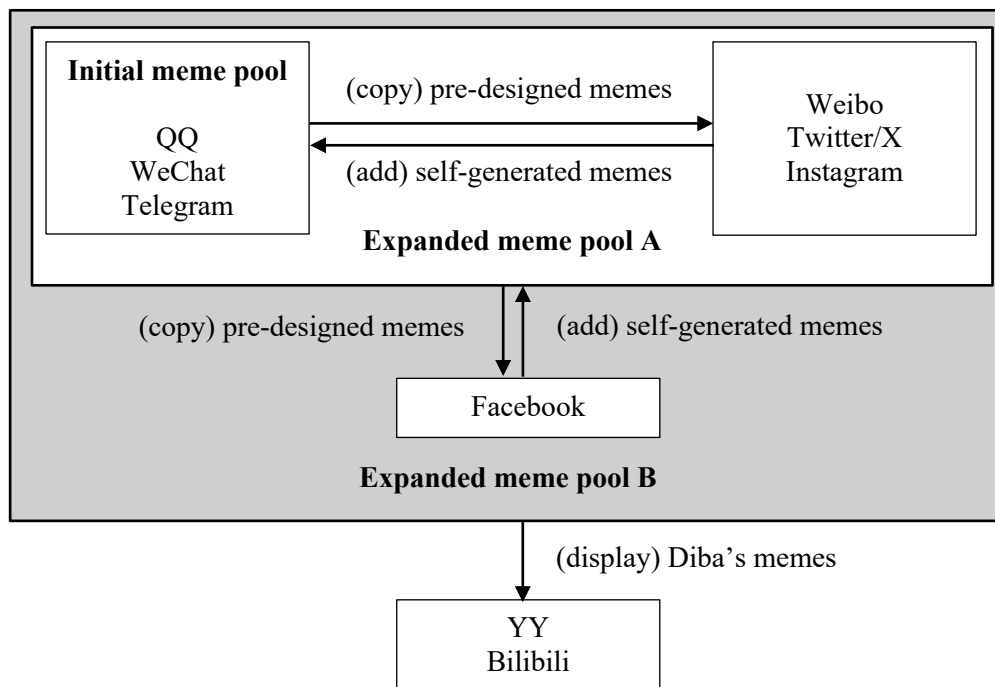 Initial meme pool
QQ
WeChat
Telegram
(copy) pre-designed memes
(add) self-generated memes
Weibo
Twitter/X
Instagram
Expanded meme pool A
(copy) pre-designed memes
(add) self-generated memes
Facebook
Expanded meme pool B
(display) Diba’s memes
YY
Bilibili